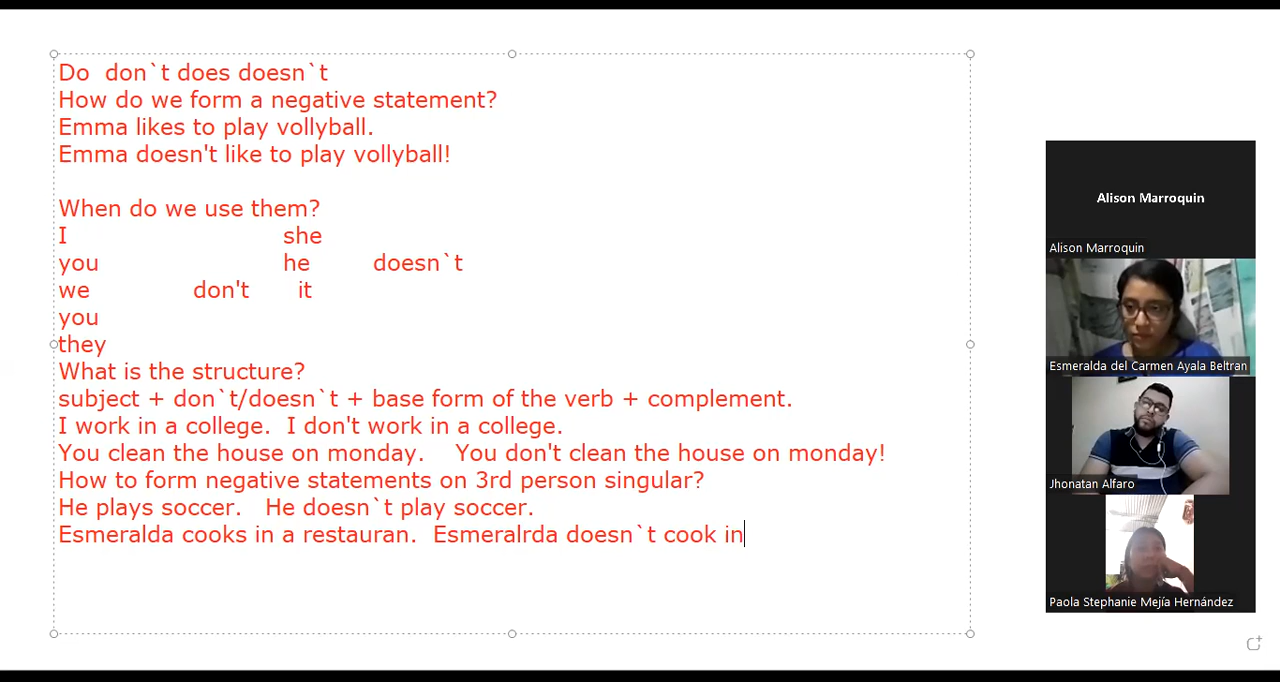 Do  don`t does doesn`t
How do we form a negative statement?
Emma likes to play vollyball.
Emma doesn't like to play vollyball!
When do we use them?
I she
you he doesn`t
we don't it
you
they
What is the structure?
subject + don`t/doesn`t + base form of the verb + complement.
I work in a college.  I don't work in a college.
You clean the house on monday.    You don't clean the house on monday!
How to form negative statements on 3rd person singular?
He plays soccer.   He doesn`t play soccer.
Esmeralda cooks in a restauran.  Esmeralrda doesn`t cook in
Alison Marroquin
Alison Marroquin
Esmeralda del Carmen Ayala Beltran
Jhonatan Alfaro
Paola Stephanie Mejía Hernández